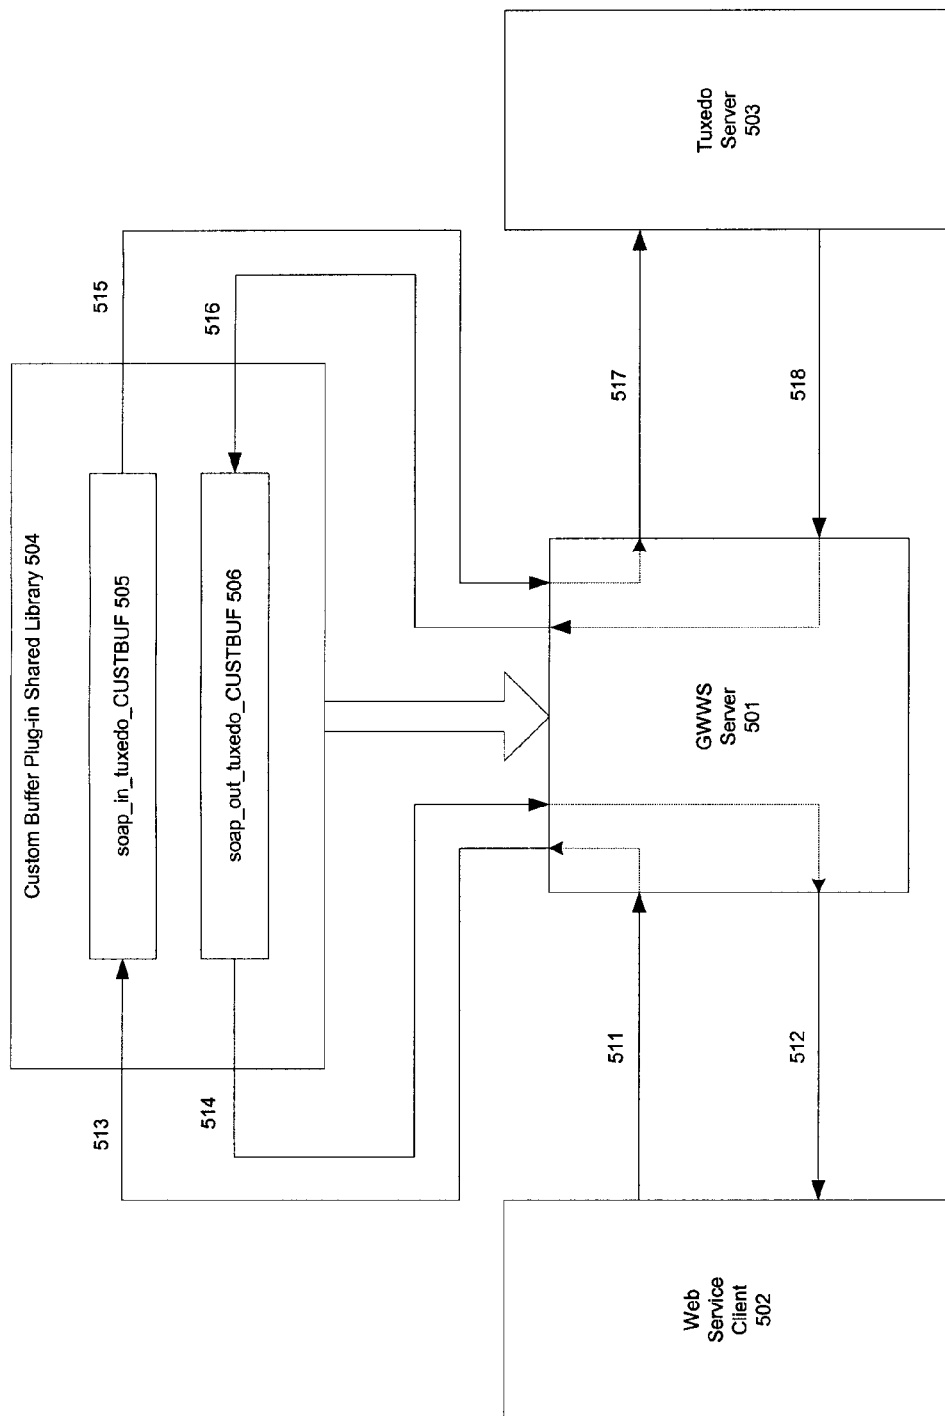 Custom Buffer Plug-in Shared Library 504
513
soap_in_tuxedo_CUSTBUF 505
515
514
soap_out_tuxedo_CUSTBUF 506
516
Web
Service
Client
502
511
512
GWWS
Server
501
517
518
Tuxedo
Server
503